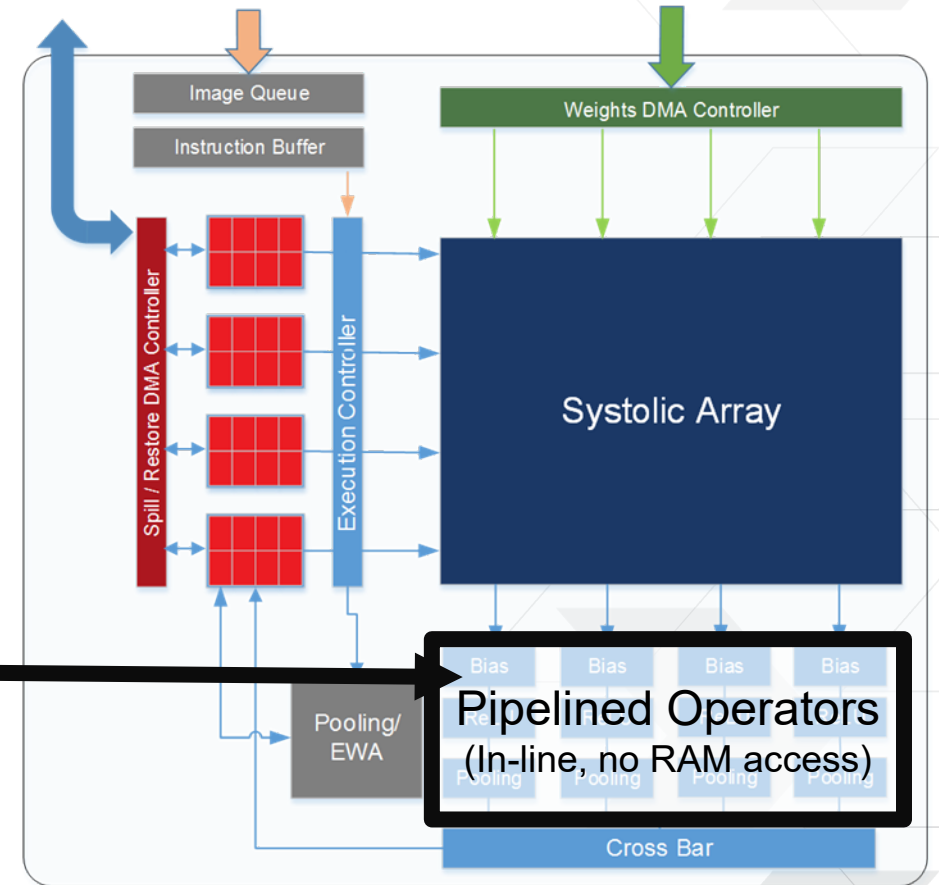 Image Queue
Instruction Buffer
Weights DMA Controller
Spill / Restore DMA Controller
Execution Controller
Systolic Array
Pooling/
EWA
Bias
Bias
Bias
Bias
Pipelined Operators
(In-line, no RAM access)
Pooling
Pooling
Pooling
Pooling
Cross Bar